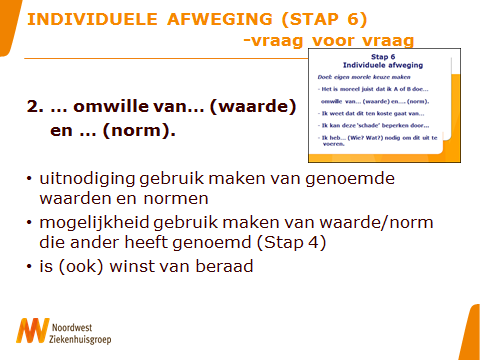 INDIVIDUELE AFWEGING (STAP 6)
-vraag voor vraag
Stap 6
Individuele afweging
Doel: eigen morele keuze maken
- Het is moreel juist dat ik A of B doe…
omwille van… (waarde) en…. (norm).
- Ik weet dat dit ten koste gaat van…
- Ik kan deze 'schade' beperken door…
- Ik heb… (Wie? Wat?) nodig om dit uit te
voeren.
2. … omwille van… (waarde)
en … (norm).
• uitnodiging gebruik maken van genoemde
waarden en normen
• mogelijkheid gebruik maken van waarde/norm
die ander heeft genoemd (Stap 4)
• is (ook) winst van beraad
Noordwest
Ziekenhuisgroep